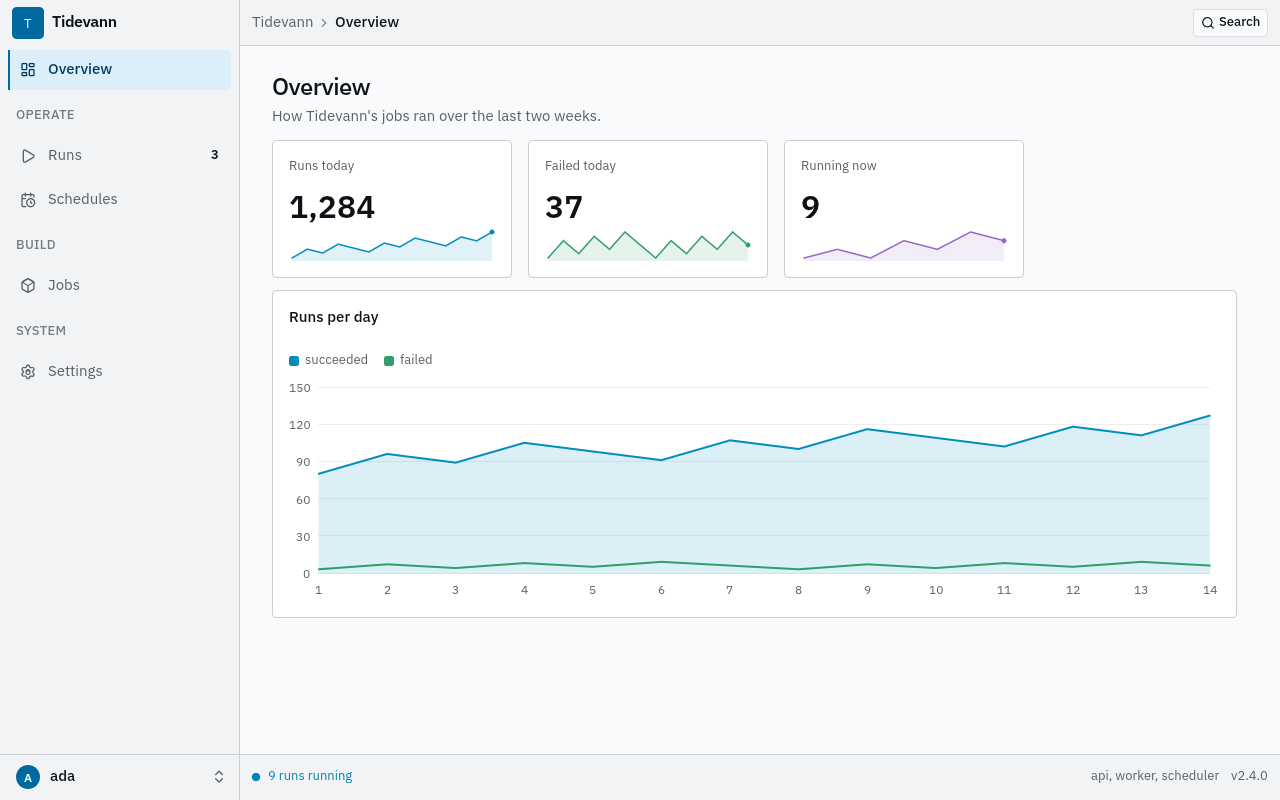 T Tidevann
Tidevann > Overview
Search
Overview
OPERATE
Runs 3
Schedules
BUILD
Jobs
SYSTEM
Settings
A ada
Overview
How Tidevann's jobs ran over the last two weeks.
Runs today
1,284
Failed today
37
Running now
9
Runs per day
succeeded failed
150
120
90
60
30
0
1 2 3 4 5 6 7 8 9 10 11 12 13 14
9 runs running
api, worker, scheduler v2.4.0